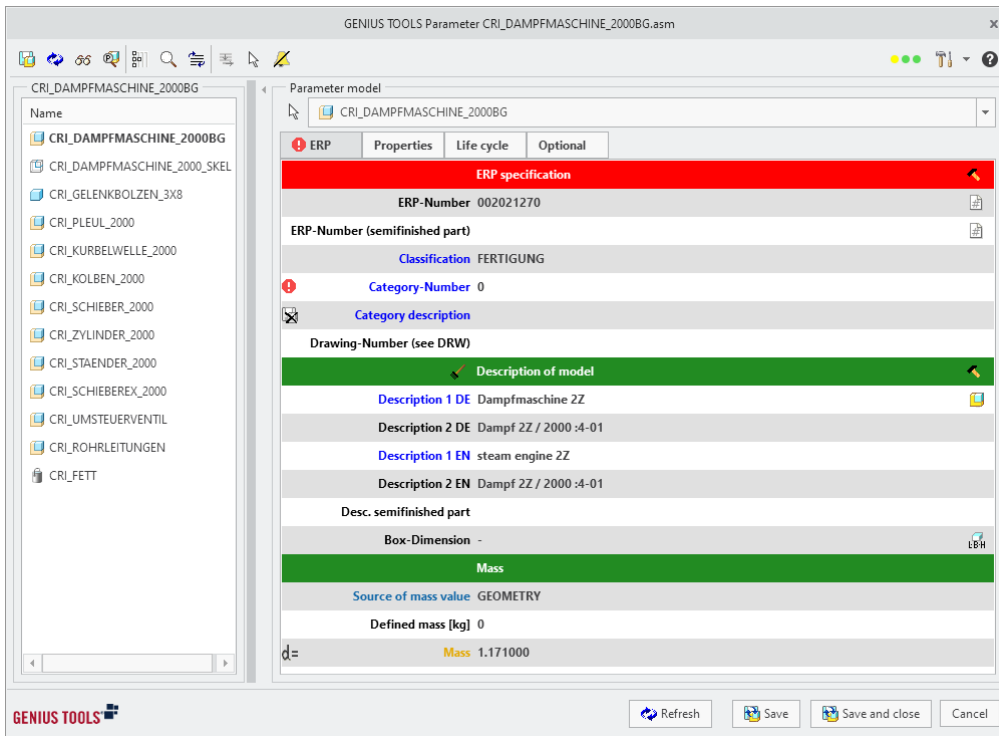 GENIUS TOOLS Parameter CRI_DAMPFMASCHINE_2000BG.asm
CRI_DAMPFMASCHINE_2000BG
Name
CRI_DAMPFMASCHINE_2000BG
CRI_DAMPFMASCHINE_2000_SKEL
CRI_GELENKBOLZEN_3X8
CRI_PLEUL_2000
CRI_KURBELWELLE_2000
CRI_KOLBEN_2000
CRI_SCHIEBER_2000
CRI_ZYLINDER_2000
CRI_STAENDER_2000
CRI_SCHIEBEREX_2000
CRI_UMSTEUERVENTIL
CRI_ROHRLEITUNGEN
CRI_FETT
Parameter model
CRI_DAMPFMASCHINE_2000BG
ERP Properties Life cycle Optional
ERP specification
ERP-Number 002021270
ERP-Number (semifinished part)
Classification FERTIGUNG
Category-Number 0
Category description
Drawing-Number (see DRW)
Description of model
Description 1 DE Dampfmaschine 2Z
Description 2 DE Dampf 2Z / 2000 :4-01
Description 1 EN steam engine 2Z
Description 2 EN Dampf 2Z / 2000 :4-01
Desc. semifinished part
Box-Dimension - L·B·H
Mass
Source of mass value GEOMETRY
Defined mass [kg] 0
d= Mass 1.171000
GENIUS TOOLS
Refresh Save Save and close Cancel